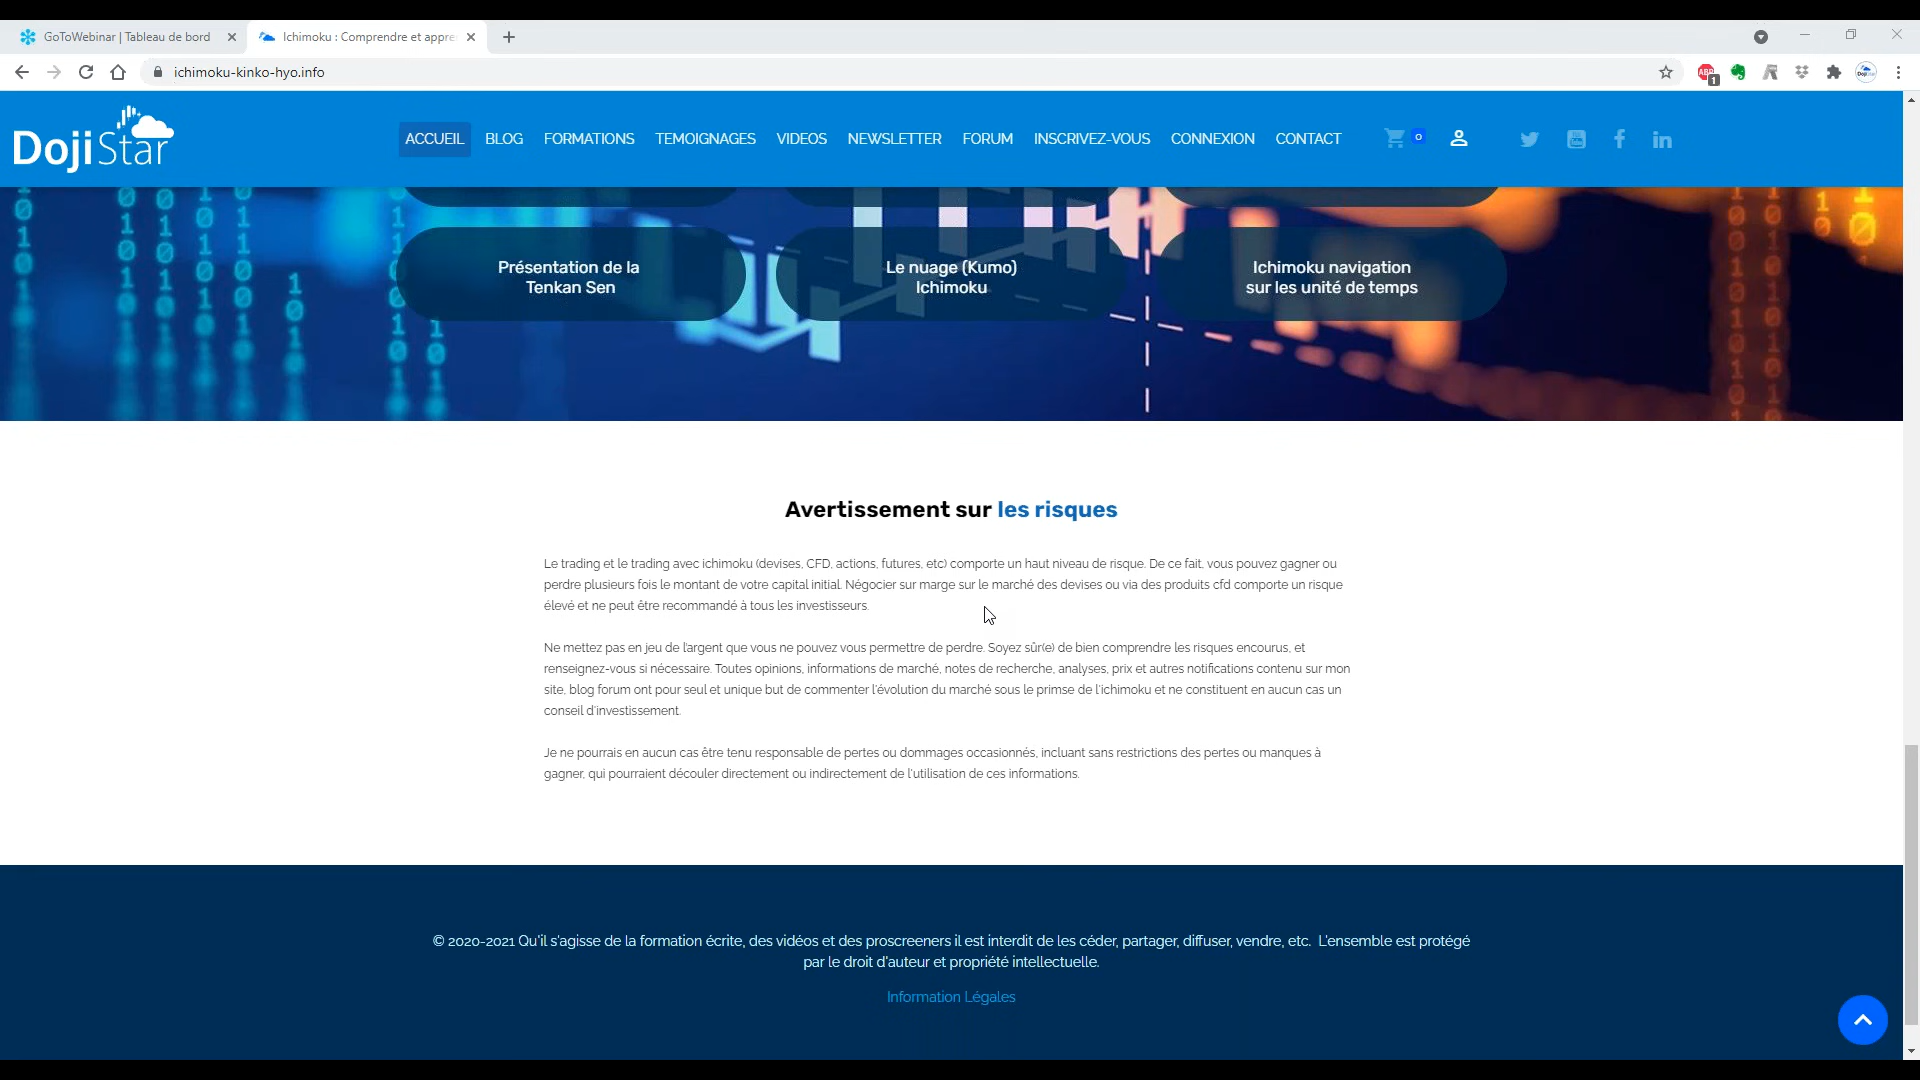 GoToWebinar | Tableau de bord
Ichimoku : Comprendre et appre
ichimoku-kinko-hyo.info
ABP
1
DojiStar
ACCUEIL BLOG FORMATIONS TEMOIGNAGES VIDEOS NEWSLETTER FORUM INSCRIVEZ-VOUS CONNEXION CONTACT
0
Présentation de la
Tenkan Sen
Le nuage (Kumo)
Ichimoku
Ichimoku navigation
sur les unité de temps
Avertissement sur les risques
Le trading et le trading avec ichimoku (devises, CFD, actions, futures, etc) comporte un haut niveau de risque. De ce fait, vous pouvez gagner ou
perdre plusieurs fois le montant de votre capital initial. Négocier sur marge sur le marché des devises ou via des produits cfd comporte un risque
élevé et ne peut être recommandé à tous les investisseurs.
Ne mettez pas en jeu de l'argent que vous ne pouvez vous permettre de perdre. Soyez sûr(e) de bien comprendre les risques encourus, et
renseignez-vous si nécessaire. Toutes opinions, informations de marché, notes de recherche, analyses, prix et autres notifications contenu sur mon
site, blog forum ont pour seul et unique but de commenter l'évolution du marché sous le primse de l'ichimoku et ne constituent en aucun cas un
conseil d'investissement.
Je ne pourrais en aucun cas être tenu responsable de pertes ou dommages occasionnés, incluant sans restrictions des pertes ou manques à
gagner, qui pourraient découler directement ou indirectement de l'utilisation de ces informations.
© 2020-2021 Qu'il s'agisse de la formation écrite, des vidéos et des proscreeners il est interdit de les céder, partager, diffuser, vendre, etc. L'ensemble est protégé
par le droit d'auteur et propriété intellectuelle.
Information Légales